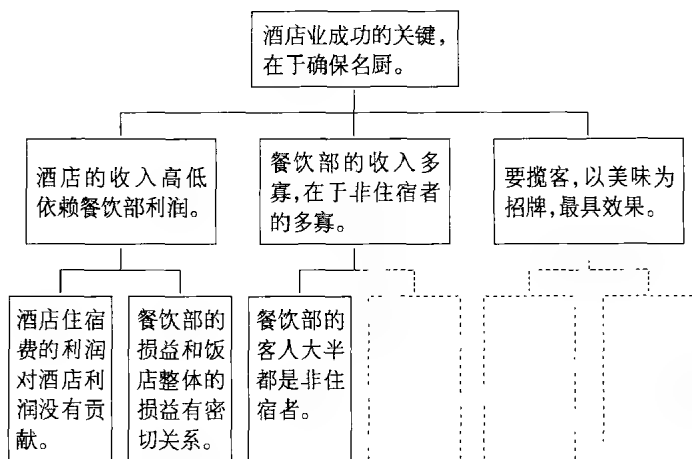 酒店业成功的关键，
在于确保名厨。
酒店的收入高低
依赖餐饮部利润。
餐饮部的收入多
寡，在于非住宿者
的多寡。
要揽客，以美味为
招牌，最具效果。
酒店住宿
费的利润
对酒店利
润没有贡
献。
餐饮部的
损益和饭
店整体的
损益有密
切关系。
餐饮部的
客人大半
都是非住
宿者。